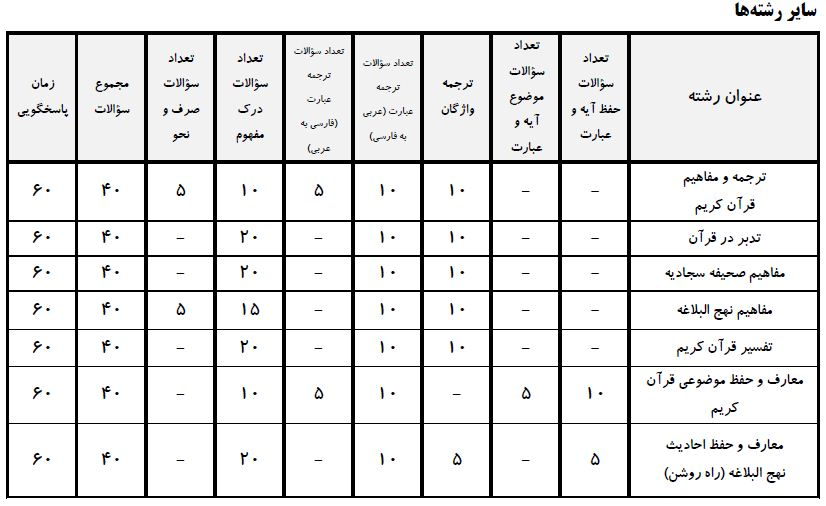 سایر رشته‌ها
عنوان رشته | تعداد سؤالات حفظ آیه و عبارت | تعداد سؤالات موضوع آیه و عبارت | ترجمه واژگان | تعداد سؤالات ترجمه عبارت (عربی به فارسی) | تعداد سؤالات ترجمه عبارت (فارسی به عربی) | تعداد سؤالات درک مفهوم | تعداد سؤالات صرف و نحو | مجموع سؤالات | زمان پاسخگویی
ترجمه و مفاهیم قرآن کریم | – | – | ۱۰ | ۱۰ | ۵ | ۱۰ | ۵ | ۴۰ | ۶۰
تدبر در قرآن | – | – | ۱۰ | ۱۰ | – | ۲۰ | – | ۴۰ | ۶۰
مفاهیم صحیفه سجادیه | – | – | ۱۰ | ۱۰ | – | ۲۰ | – | ۴۰ | ۶۰
مفاهیم نهج البلاغه | – | – | ۱۰ | ۱۰ | – | ۱۵ | ۵ | ۴۰ | ۶۰
تفسیر قرآن کریم | – | – | ۱۰ | ۱۰ | – | ۲۰ | – | ۴۰ | ۶۰
معارف و حفظ موضوعی قرآن کریم | ۱۰ | ۵ | – | ۱۰ | ۵ | ۱۰ | – | ۴۰ | ۶۰
معارف و حفظ احادیث نهج البلاغه (راه روشن) | ۵ | – | ۵ | ۱۰ | – | ۲۰ | – | ۴۰ | ۶۰